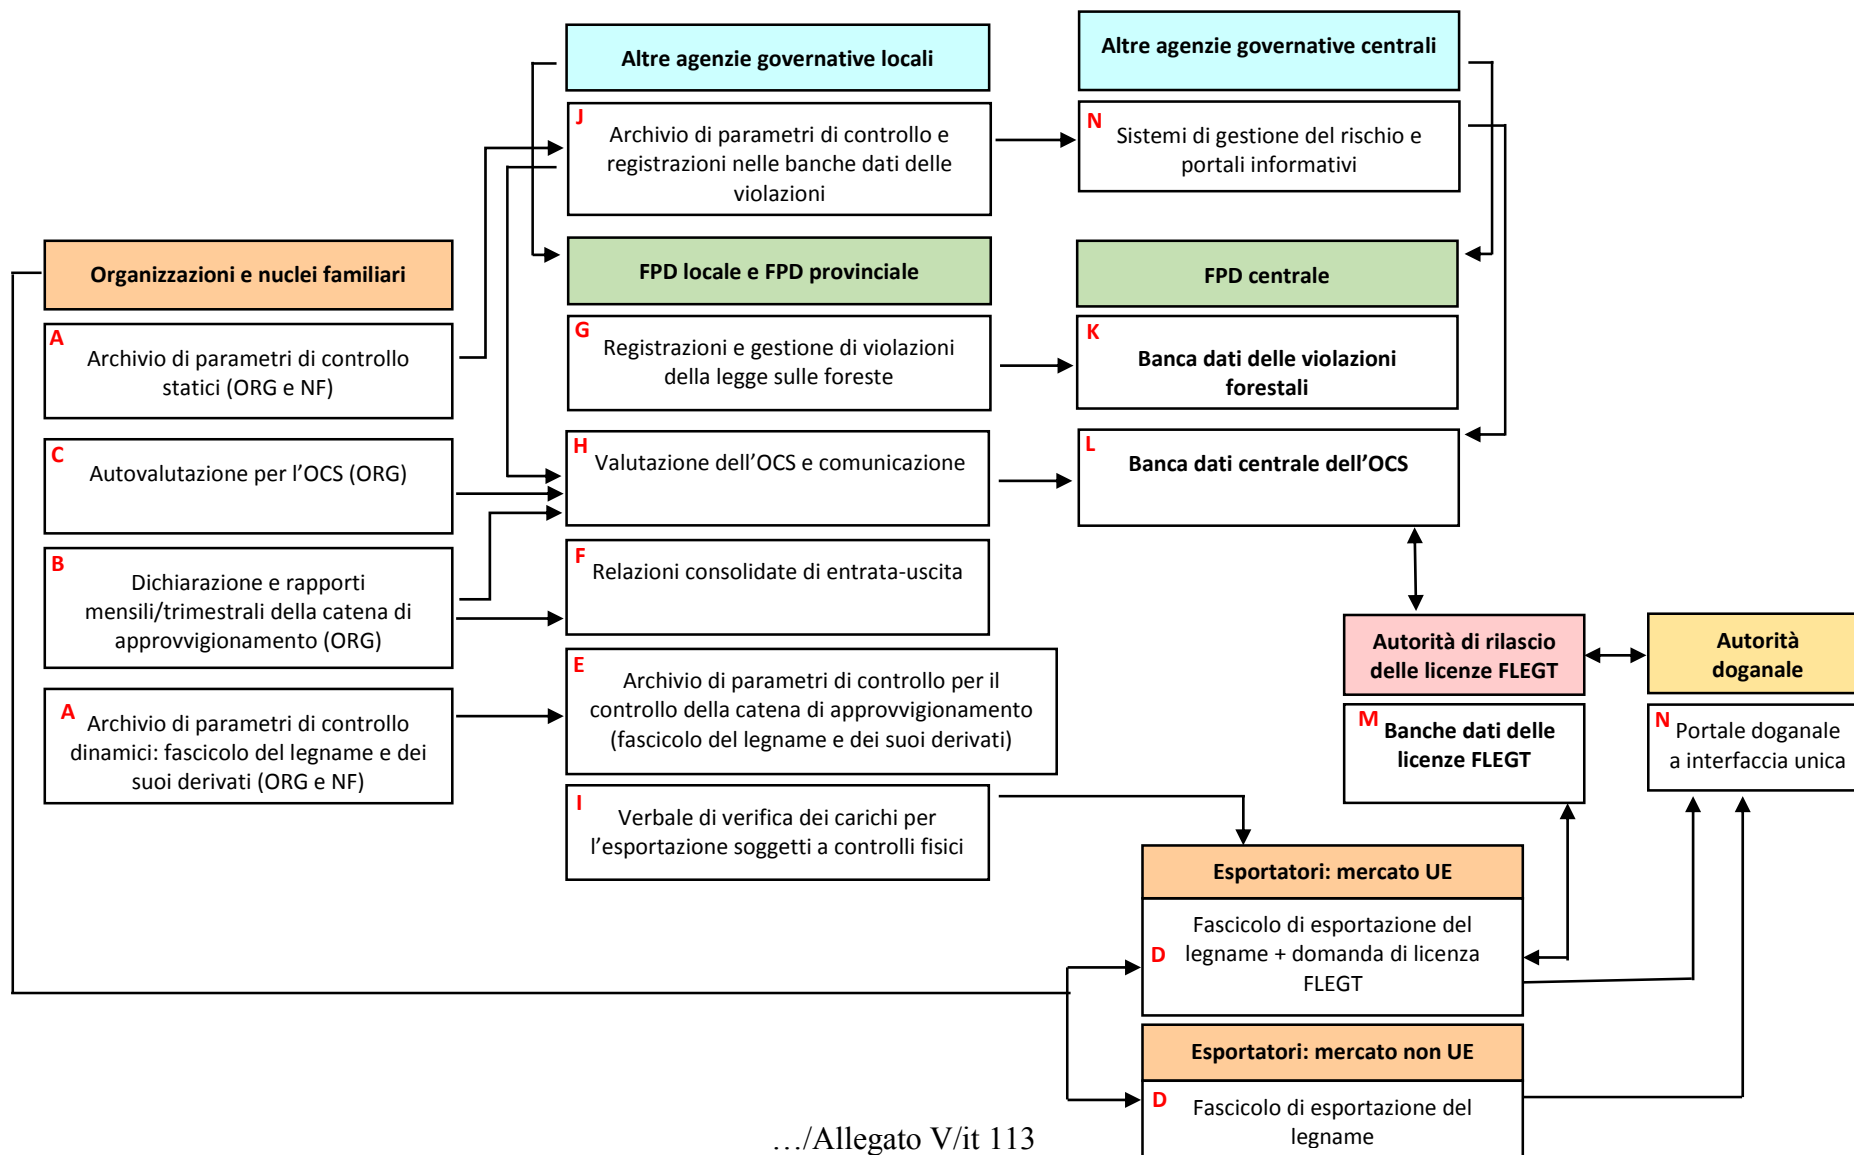 Altre agenzie governative locali
J
Archivio di parametri di controllo e
registrazioni nelle banche dati delle
violazioni
Altre agenzie governative centrali
N
Sistemi di gestione del rischio e
portali informativi
Organizzazioni e nuclei familiari
A
Archivio di parametri di controllo
statici (ORG e NF)
C
Autovalutazione per l’OCS (ORG)
B
Dichiarazione e rapporti
mensili/trimestrali della catena di
approvvigionamento (ORG)
A
Archivio di parametri di controllo
dinamici: fascicolo del legname e dei
suoi derivati (ORG e NF)
FPD locale e FPD provinciale
G
Registrazioni e gestione di violazioni
della legge sulle foreste
H
Valutazione dell’OCS e comunicazione
F
Relazioni consolidate di entrata-uscita
E
Archivio di parametri di controllo per il
controllo della catena di approvvigionamento
(fascicolo del legname e dei suoi derivati)
I
Verbale di verifica dei carichi per
l’esportazione soggetti a controlli fisici
FPD centrale
K
Banca dati delle violazioni
forestali
L
Banca dati centrale dell’OCS
Autorità di rilascio
delle licenze FLEGT
M
Banche dati delle
licenze FLEGT
Autorità
doganale
N
Portale doganale
a interfaccia unica
Esportatori: mercato UE
D
Fascicolo di esportazione del
legname + domanda di licenza
FLEGT
Esportatori: mercato non UE
D
Fascicolo di esportazione del
legname
…/Allegato V/it 113